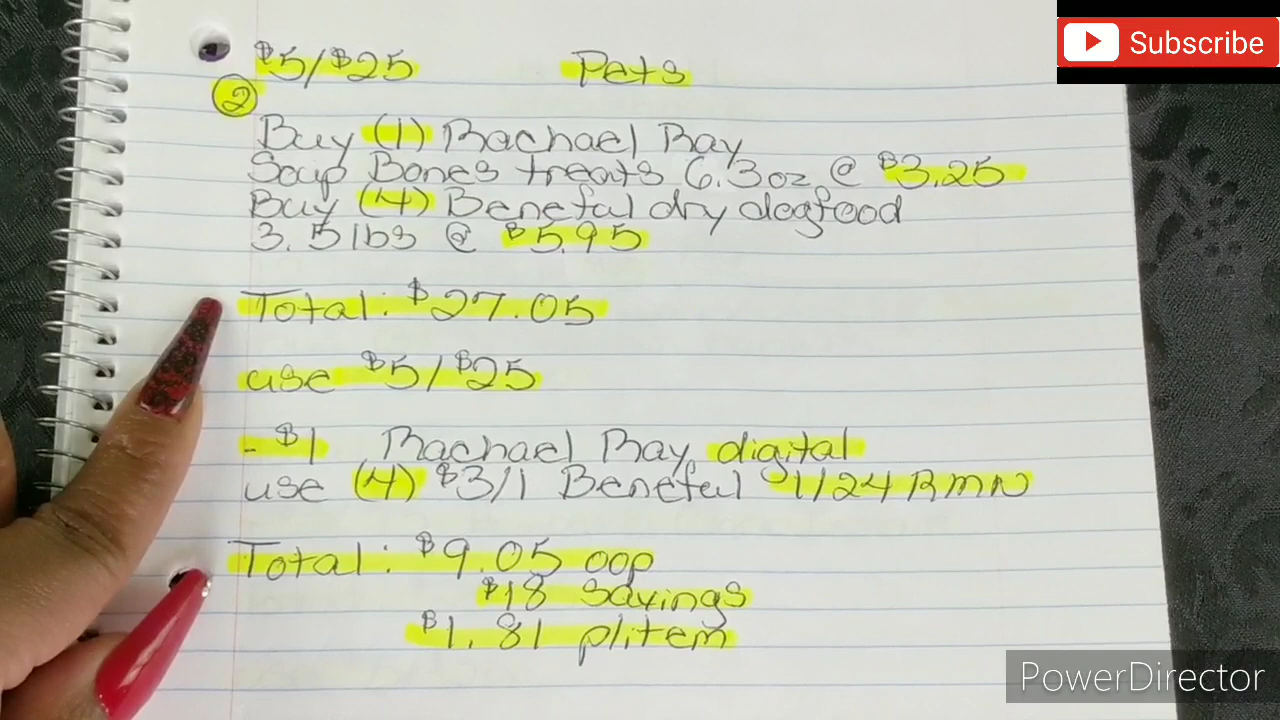 Subscribe
$5/$25 Pets
2
Buy (1) Rachael Ray
Soup Bones treats 6.3oz @ $3.25
Buy (4) Beneful dry dogfood
3.5lbs @ $5.95
Total: $27.05
use $5/$25
- $1 Rachael Ray digital
use (4) $3/1 Beneful 1/24 RMN
Total: $9.05 oop
$18 savings
$1.81 p/item
PowerDirector